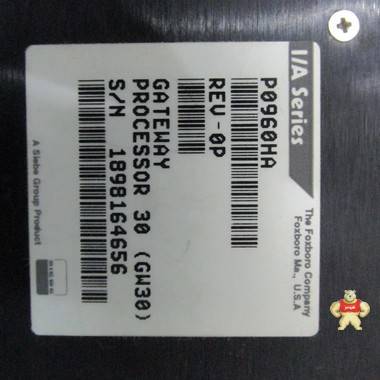 I/A Series
The Foxboro Company
Foxboro Ma., U.S.A
P0960HA
REV-0P
GATEWAY
PROCESSOR 30 (GW30)
S/N 1898164656
A Siebe Group Product